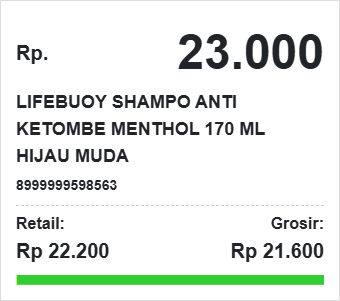 Rp. 23.000
LIFEBUOY SHAMPO ANTI
KETOMBE MENTHOL 170 ML
HIJAU MUDA
8999999598563
Retail: Grosir:
Rp 22.200 Rp 21.600